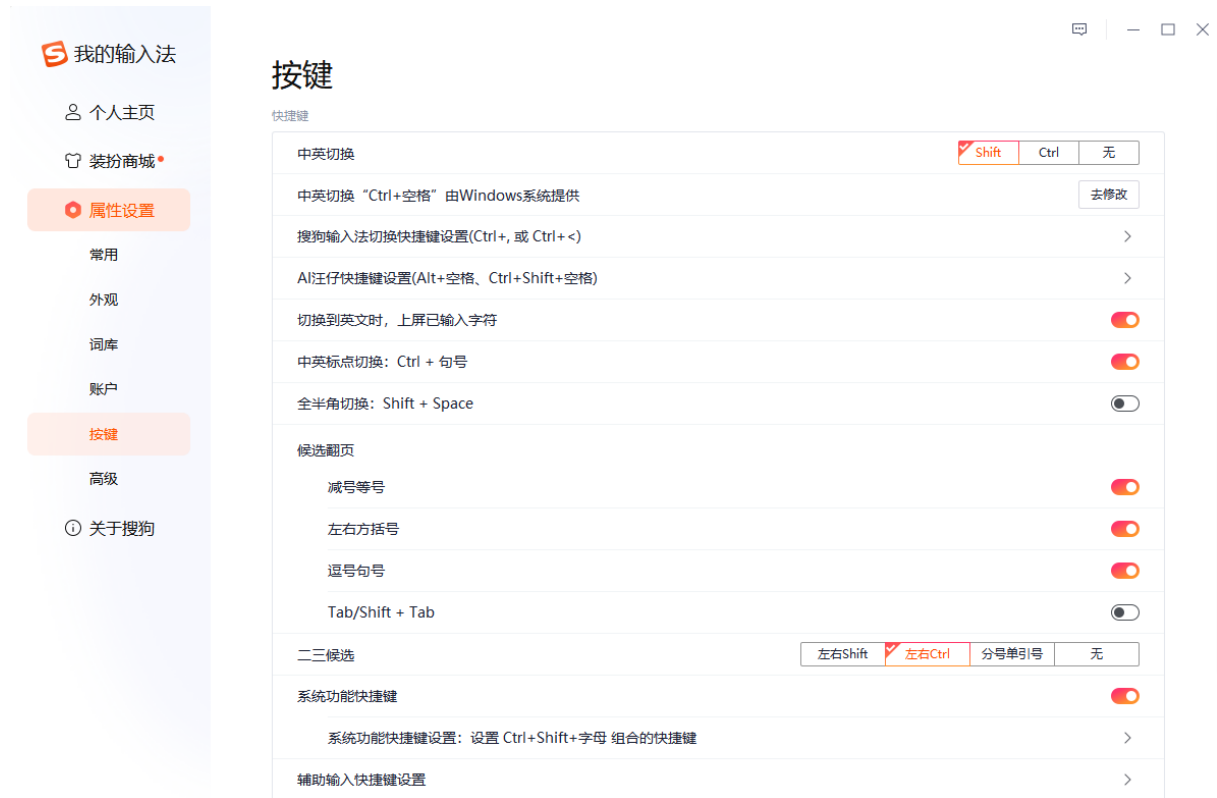 我的输入法
个人主页
装扮商城
属性设置
常用
外观
词库
账户
按键
高级
关于搜狗
按键
快捷键
中英切换 Shift Ctrl 无
中英切换“Ctrl+空格”由Windows系统提供 去修改
搜狗输入法切换快捷键设置(Ctrl+, 或 Ctrl+<)
AI汪仔快捷键设置(Alt+空格、Ctrl+Shift+空格)
切换到英文时，上屏已输入字符
中英标点切换：Ctrl + 句号
全半角切换：Shift + Space
候选翻页
减号等号
左右方括号
逗号句号
Tab/Shift + Tab
二三候选 左右Shift 左右Ctrl 分号单引号 无
系统功能快捷键
系统功能快捷键设置：设置 Ctrl+Shift+字母 组合的快捷键
辅助输入快捷键设置